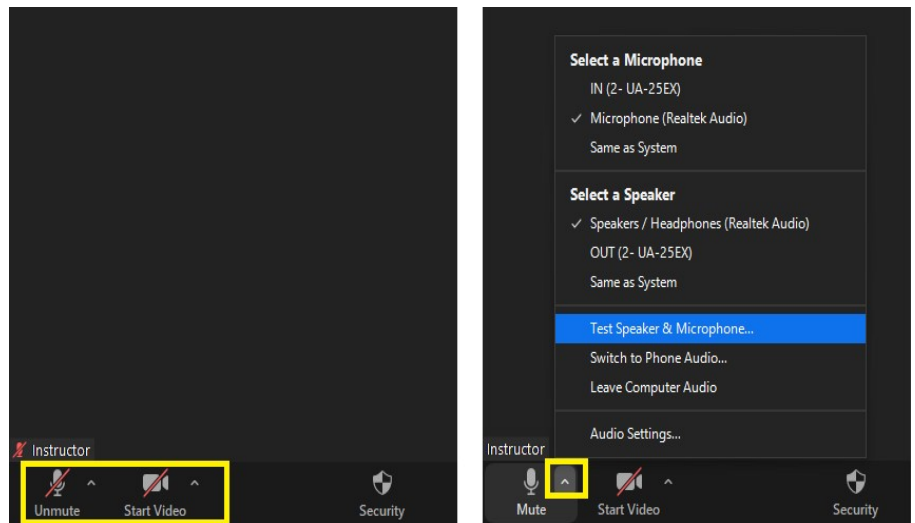 Instructor
Unmute
Start Video
Security
Select a Microphone
IN (2- UA-25EX)
Microphone (Realtek Audio)
Same as System
Select a Speaker
Speakers / Headphones (Realtek Audio)
OUT (2- UA-25EX)
Same as System
Test Speaker & Microphone...
Switch to Phone Audio...
Leave Computer Audio
Audio Settings...
Instructor
Mute
Start Video
Security